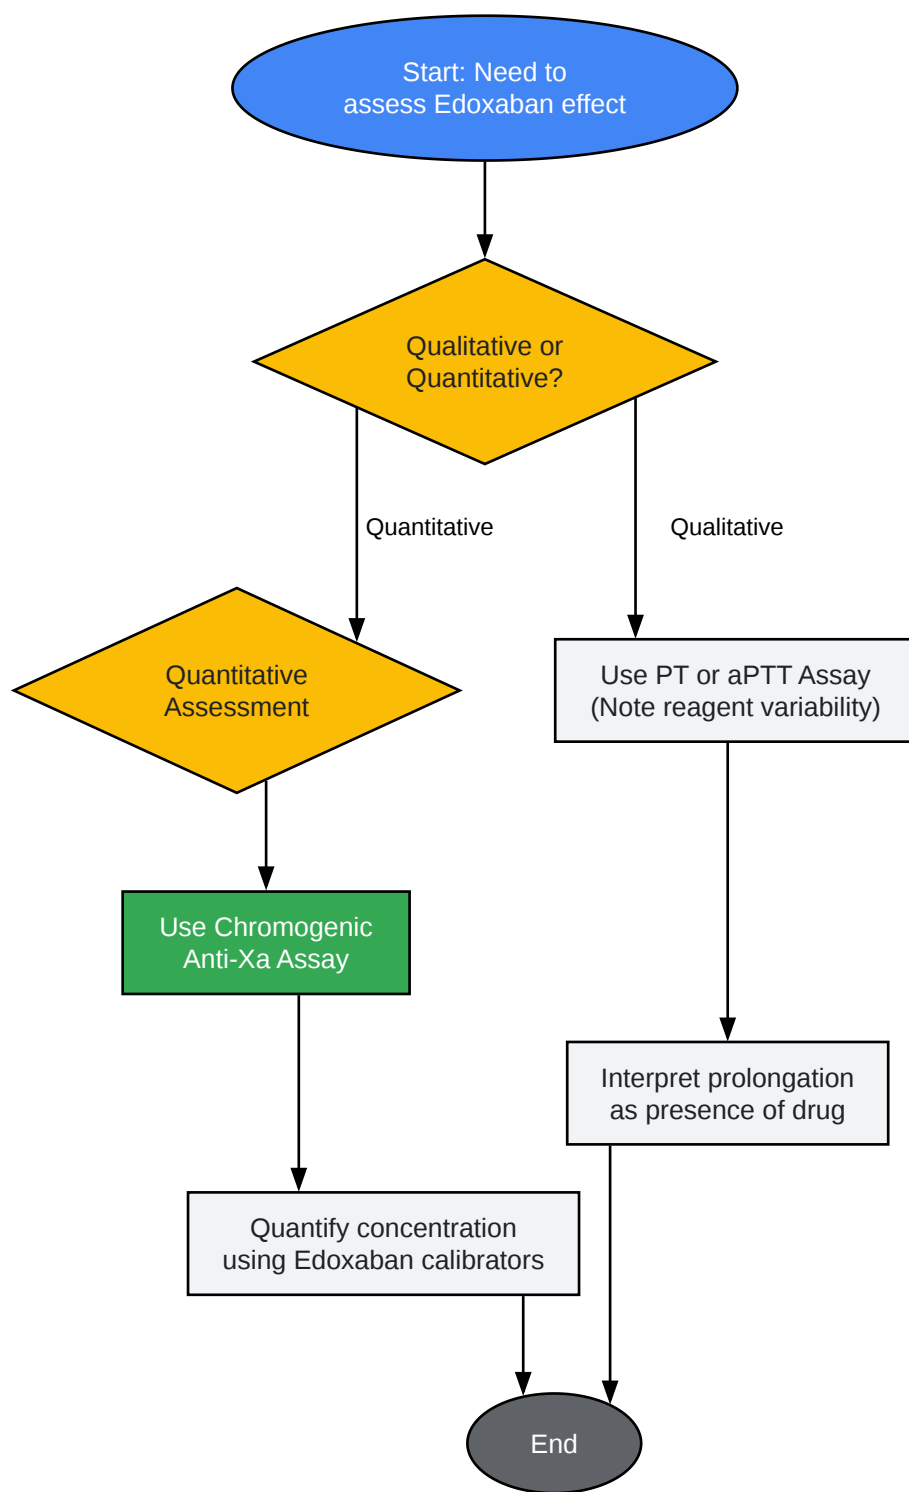 Start: Need to
assess Edoxaban effect
Qualitative or
Quantitative?
Quantitative
Qualitative
Quantitative
Assessment
Use PT or aPTT Assay
(Note reagent variability)
Use Chromogenic
Anti-Xa Assay
Interpret prolongation
as presence of drug
Quantify concentration
using Edoxaban calibrators
End